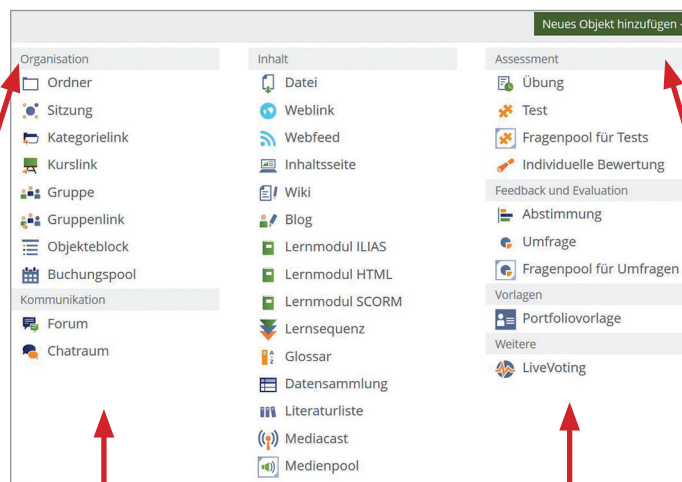 Neues Objekt hinzufügen
Organisation
Ordner
Sitzung
Kategorielink
Kurslink
Gruppe
Gruppenlink
Objekteblock
Buchungspool
Kommunikation
Forum
Chatraum
Inhalt
Datei
Weblink
Webfeed
Inhaltsseite
Wiki
Blog
Lernmodul ILIAS
Lernmodul HTML
Lernmodul SCORM
Lernsequenz
Glossar
Datensammlung
Literaturliste
Mediacast
Medienpool
Assessment
Übung
Test
Fragenpool für Tests
Individuelle Bewertung
Feedback und Evaluation
Abstimmung
Umfrage
Fragenpool für Umfragen
Vorlagen
Portfoliovorlage
Weitere
LiveVoting